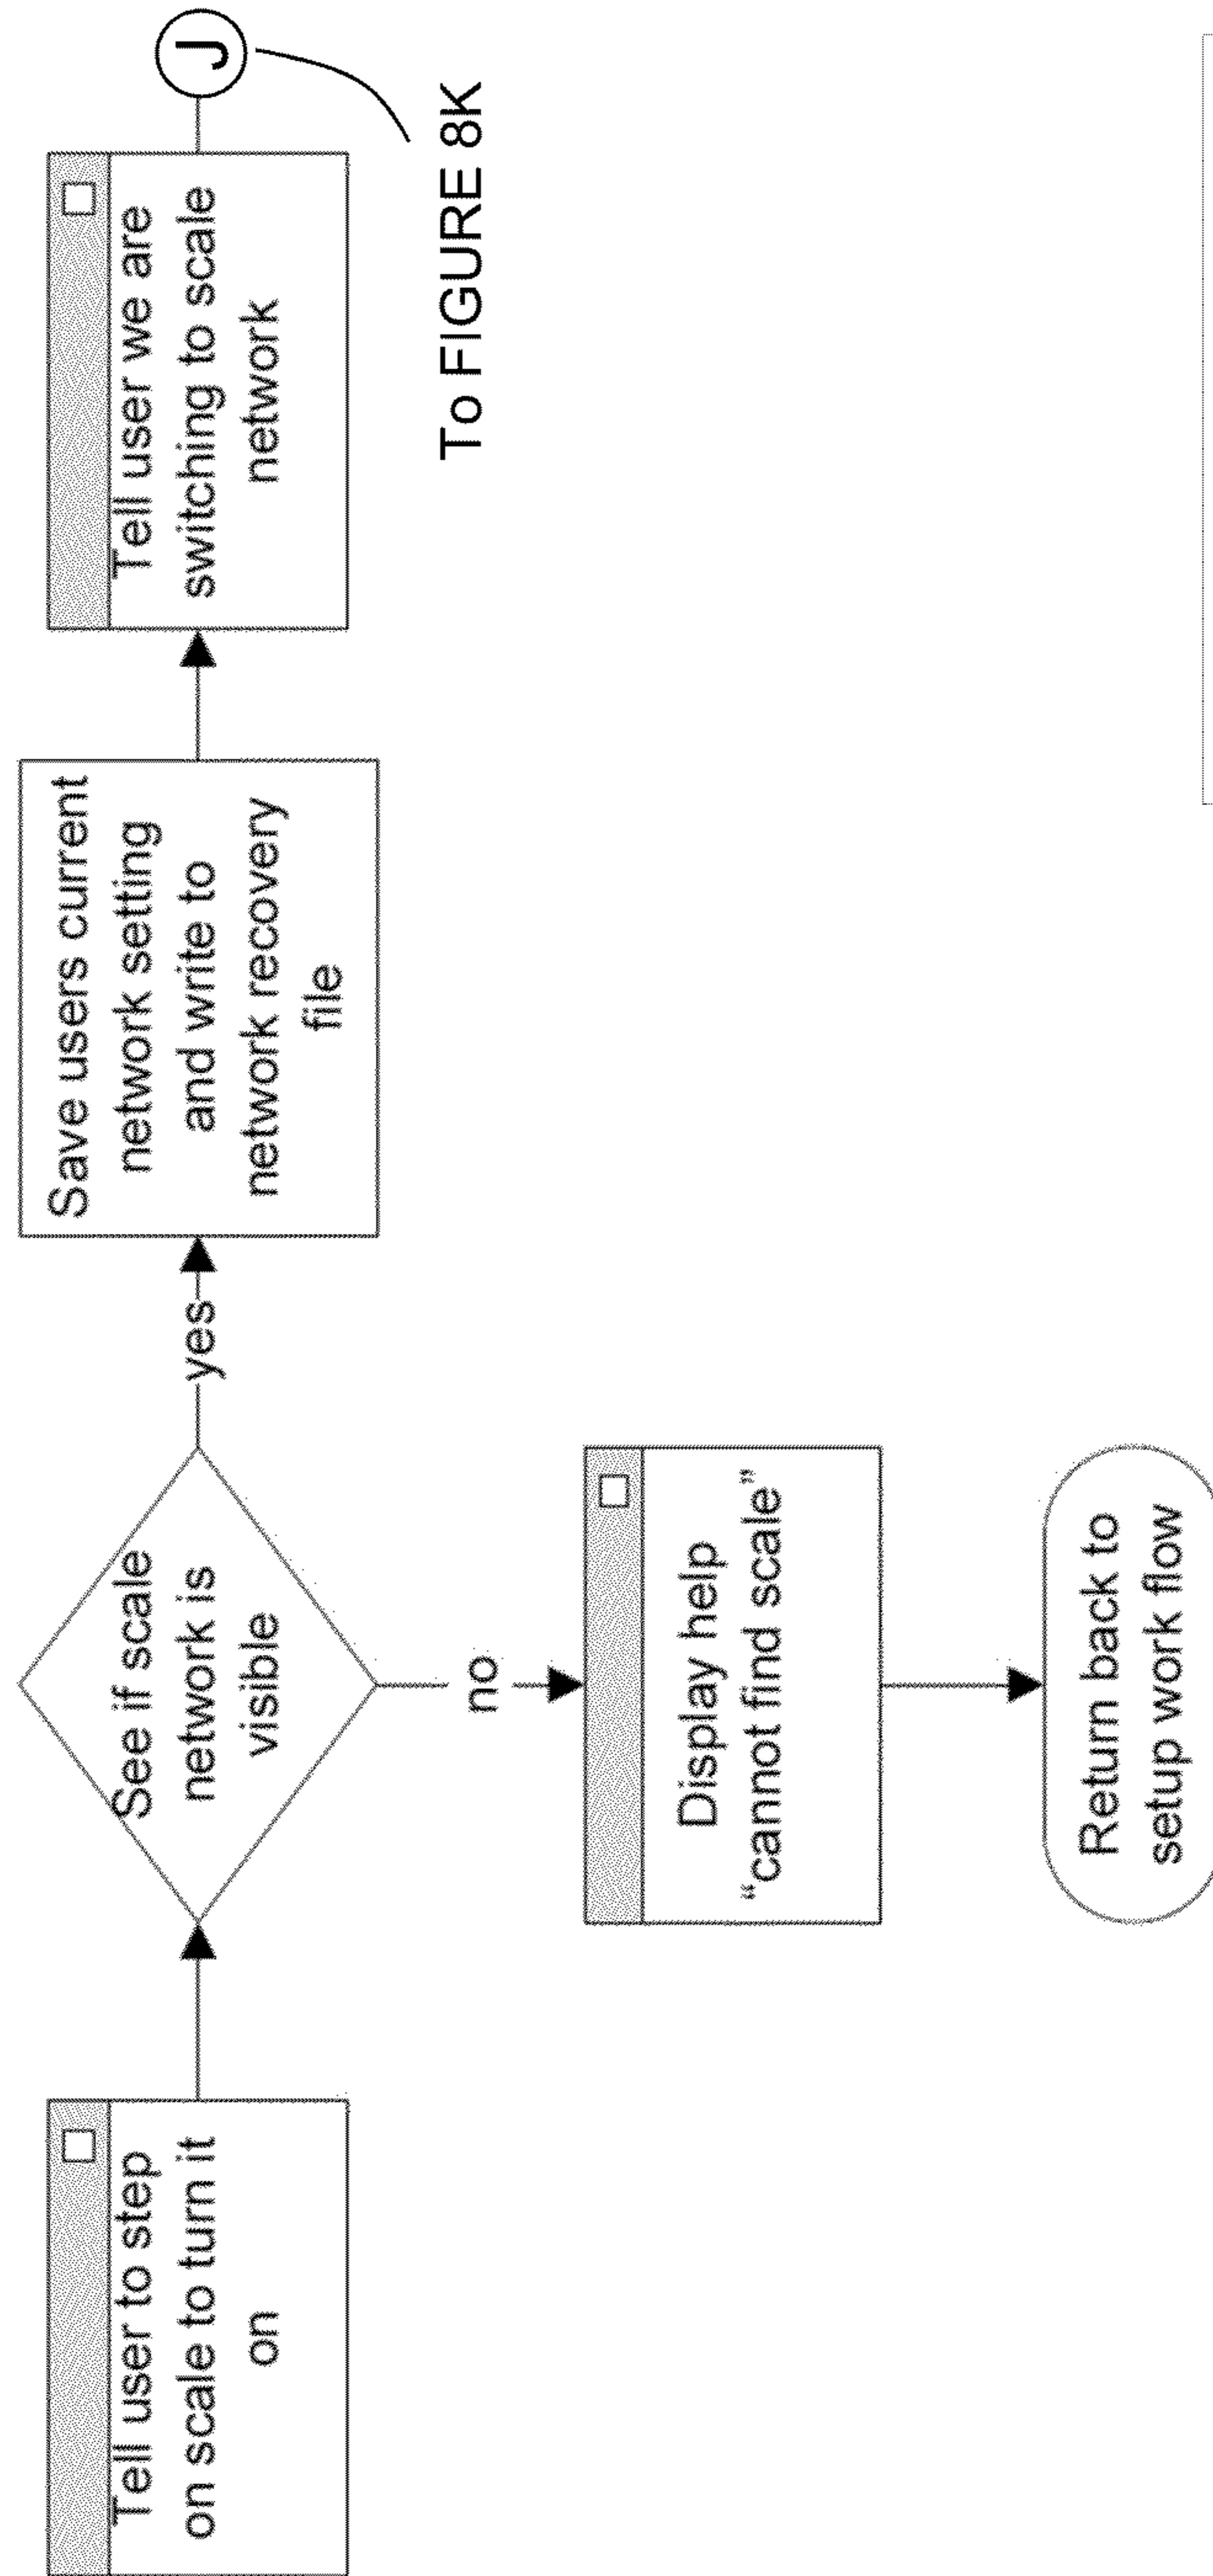 Tell user to step
on scale to turn it
on
See if scale
network is
visible
yes
Save users current
network setting
and write to
network recovery
file
Tell user we are
switching to scale
network
J
To FIGURE 8K
no
Display help
“cannot find scale”
Return back to
setup work flow